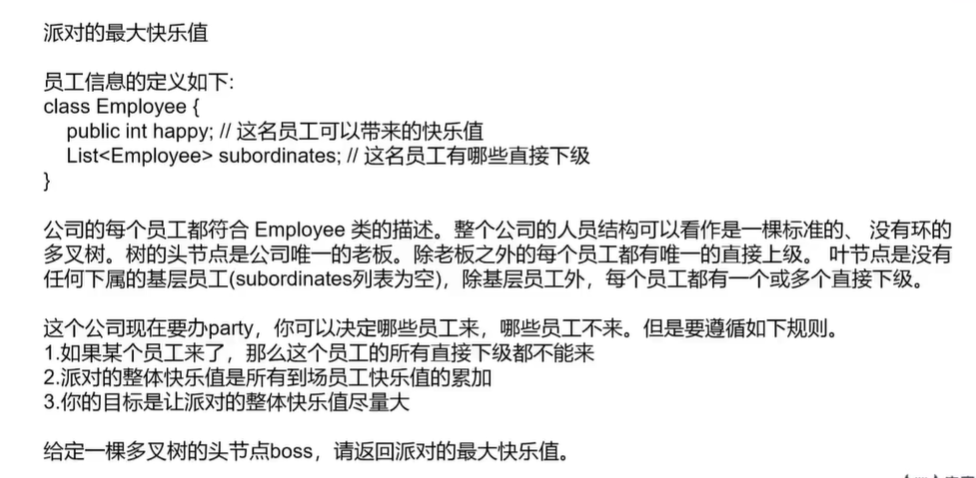 派对的最大快乐值
员工信息的定义如下:
class Employee {
public int happy; // 这名员工可以带来的快乐值
List<Employee> subordinates; // 这名员工有哪些直接下级
}
公司的每个员工都符合 Employee 类的描述。整个公司的人员结构可以看作是一棵标准的、 没有环的
多叉树。树的头节点是公司唯一的老板。除老板之外的每个员工都有唯一的直接上级。 叶节点是没有
任何下属的基层员工(subordinates列表为空)，除基层员工外，每个员工都有一个或多个直接下级。
这个公司现在要办party，你可以决定哪些员工来，哪些员工不来。但是要遵循如下规则。
1.如果某个员工来了，那么这个员工的所有直接下级都不能来
2.派对的整体快乐值是所有到场员工快乐值的累加
3.你的目标是让派对的整体快乐值尽量大
给定一棵多叉树的头节点boss，请返回派对的最大快乐值。